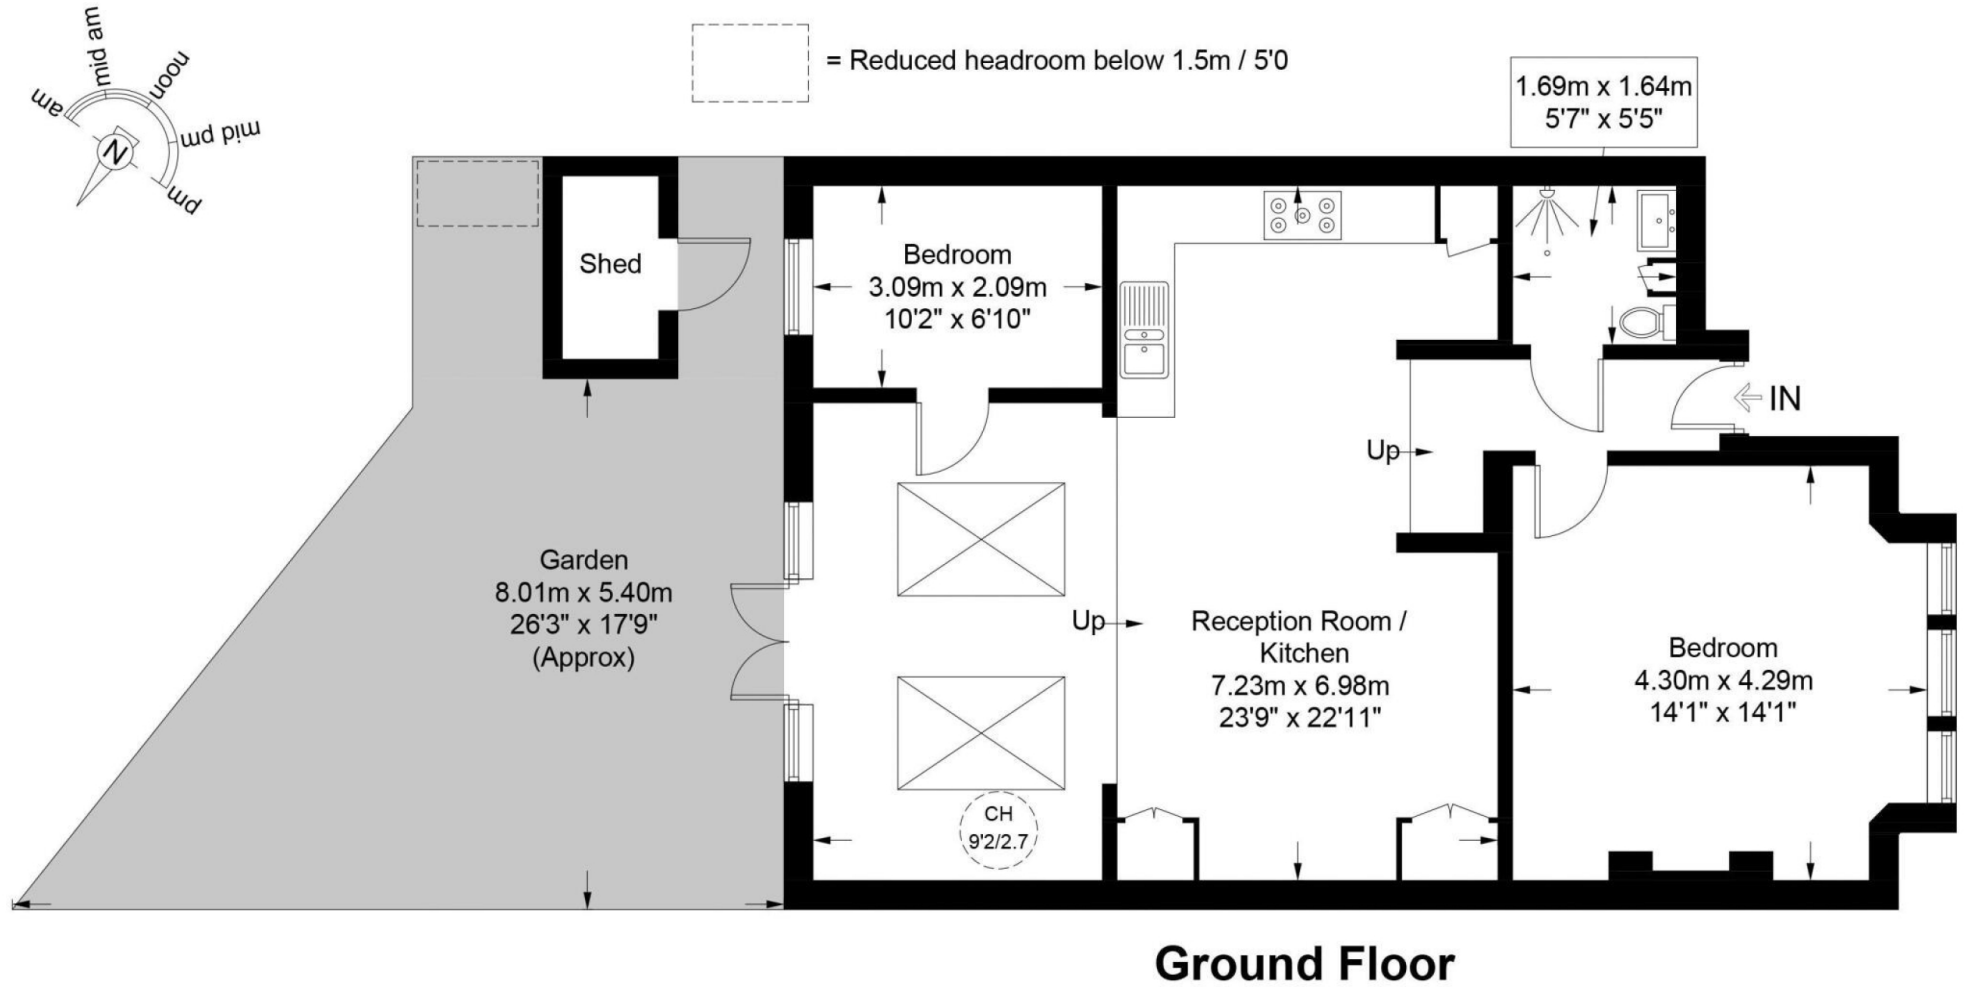 am
mid am
noon
mid pm
pm
N
= Reduced headroom below 1.5m / 5'0
1.69m x 1.64m
5'7" x 5'5"
Shed
Bedroom
3.09m x 2.09m
10'2" x 6'10"
IN
Up
Garden
8.01m x 5.40m
26'3" x 17'9"
(Approx)
Up
Reception Room /
Kitchen
7.23m x 6.98m
23'9" x 22'11"
Bedroom
4.30m x 4.29m
14'1" x 14'1"
CH
9'2/2.7
Ground Floor